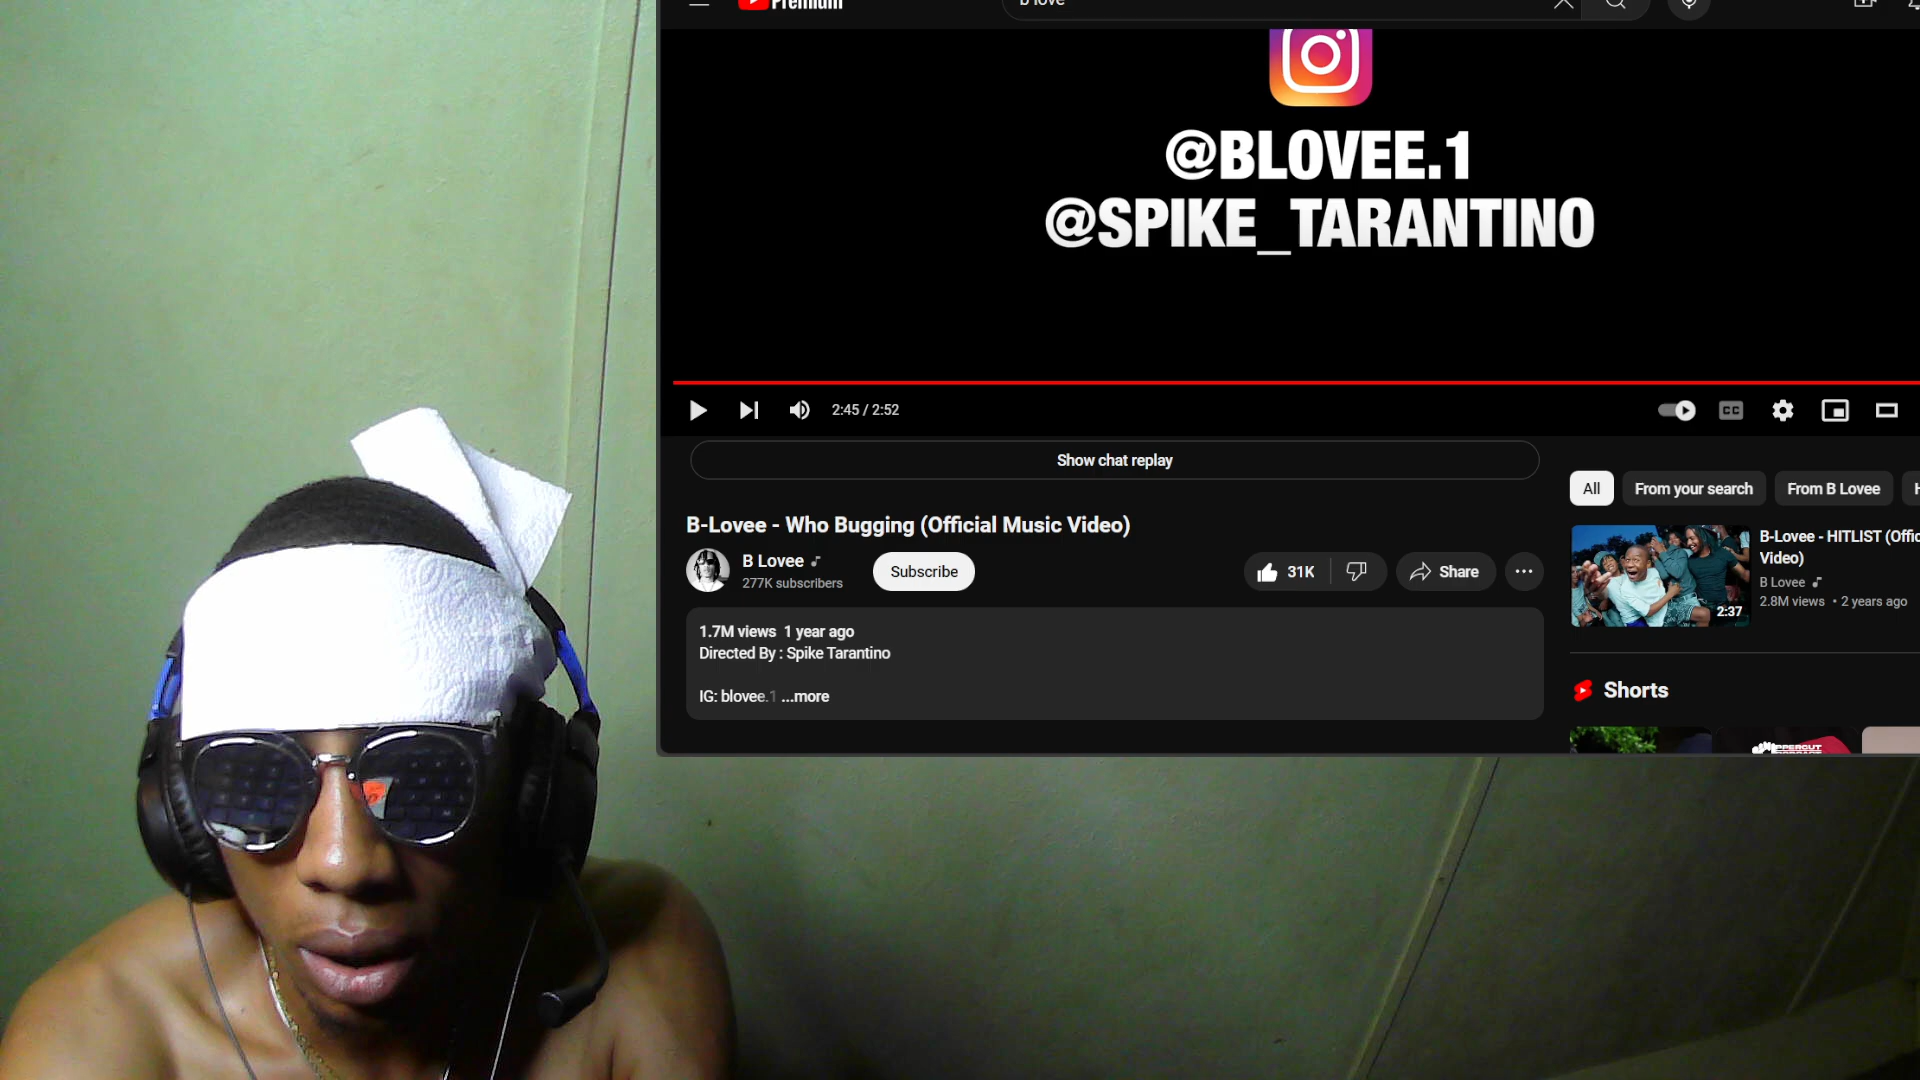 Premium
b love
@BLOVEE.1
@SPIKE_TARANTINO
2:45 / 2:52
CC
Show chat replay
All
From your search
From B Lovee
H
B-Lovee - Who Bugging (Official Music Video)
B Lovee
277K subscribers
Subscribe
31K
Share
1.7M views 1 year ago
Directed By : Spike Tarantino
IG: blovee.1 ...more
B-Lovee - HITLIST (Offic
Video)
B Lovee
2.8M views • 2 years ago
2:37
Shorts